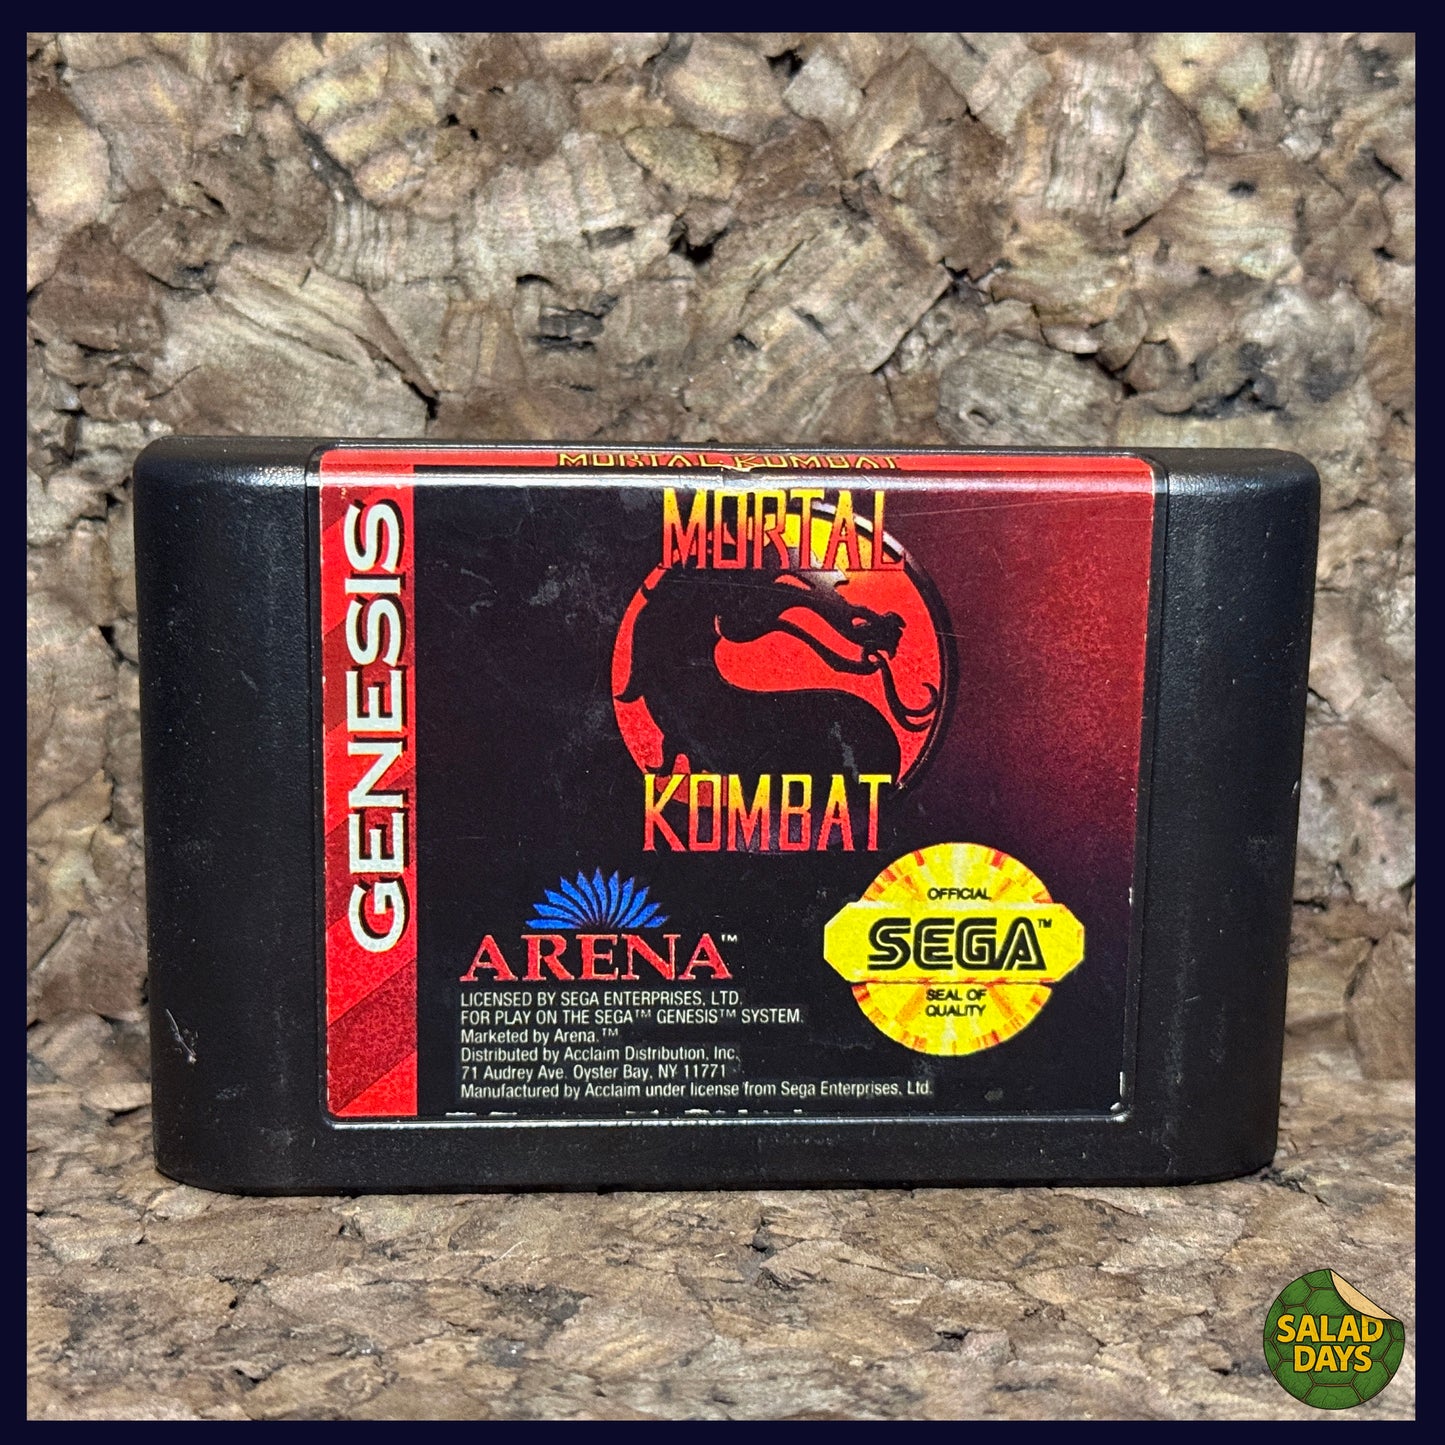 MORTAL KOMBAT
GENESIS
MORTAL
KOMBAT
ARENA™
LICENSED BY SEGA ENTERPRISES, LTD.
FOR PLAY ON THE SEGA™ GENESIS™ SYSTEM.
Marketed by Arena.™
Distributed by Acclaim Distribution, Inc.
71 Audrey Ave. Oyster Bay, NY 11771
Manufactured by Acclaim under license from Sega Enterprises, Ltd.
OFFICIAL
SEGA™
SEAL OF
QUALITY
SALAD
DAYS